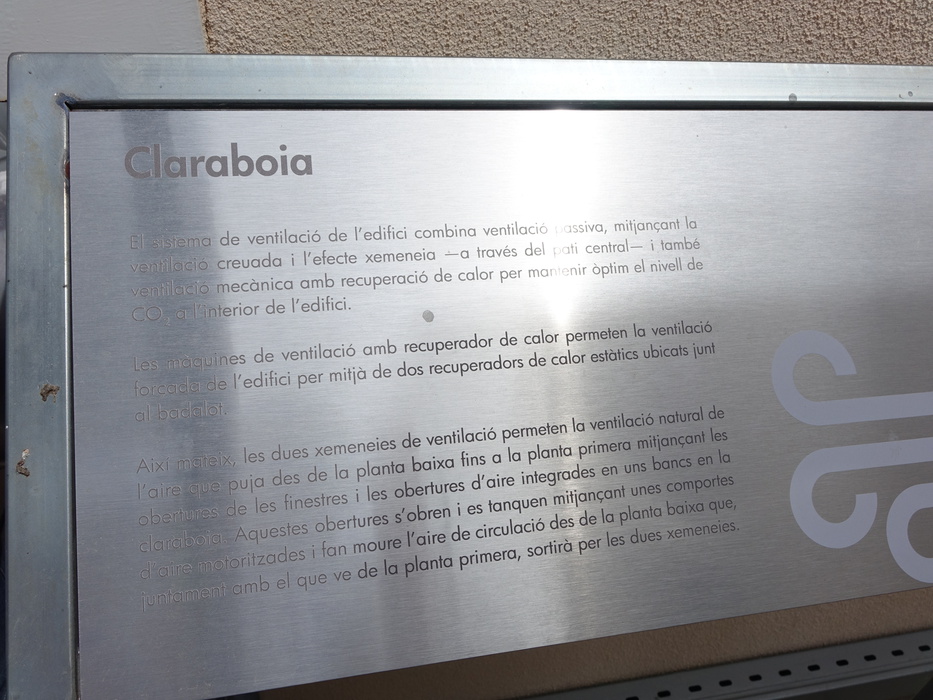 Claraboia
El sistema de ventilació de l'edifici combina ventilació passiva, mitjançant la
ventilació creuada i l'efecte xemeneia —a través del pati central— i també
ventilació mecànica amb recuperació de calor per mantenir òptim el nivell de
CO₂ a l'interior de l'edifici.
Les màquines de ventilació amb recuperador de calor permeten la ventilació
forçada de l'edifici per mitjà de dos recuperadors de calor estàtics ubicats junt
al badalot.
Així mateix, les dues xemeneies de ventilació permeten la ventilació natural de
l'aire que puja des de la planta baixa fins a la planta primera mitjançant les
obertures de les finestres i les obertures d'aire integrades en uns bancs en la
claraboia. Aquestes obertures s'obren i es tanquen mitjançant unes comportes
d'aire motoritzades i fan moure l'aire de circulació des de la planta baixa que,
juntament amb el que ve de la planta primera, sortirà per les dues xemeneies.